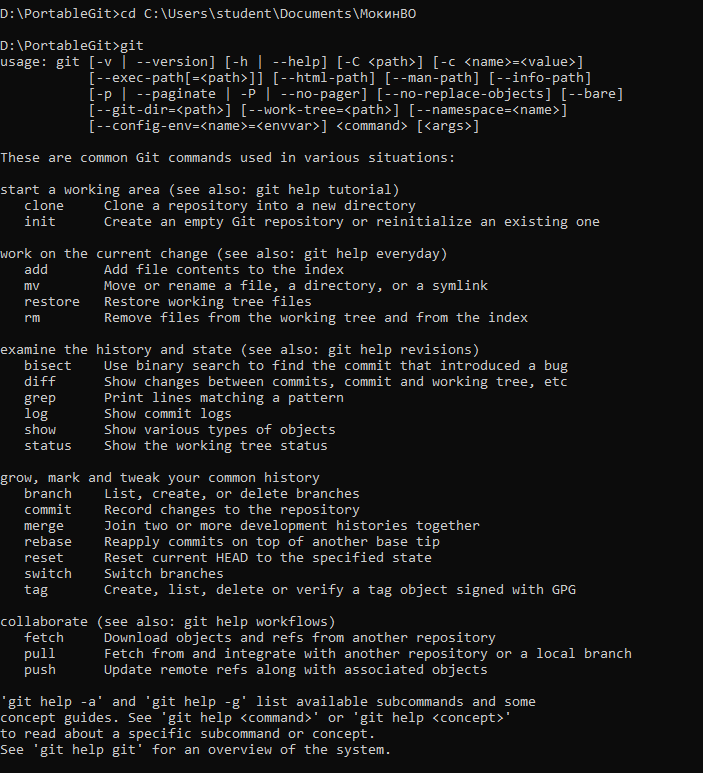 D:\PortableGit>cd C:\Users\student\Documents\МокинВО
D:\PortableGit>git
usage: git [-v | --version] [-h | --help] [-C <path>] [-c <name>=<value>]
[--exec-path[=<path>]] [--html-path] [--man-path] [--info-path]
[-p | --paginate | -P | --no-pager] [--no-replace-objects] [--bare]
[--git-dir=<path>] [--work-tree=<path>] [--namespace=<name>]
[--config-env=<name>=<envvar>] <command> [<args>]
These are common Git commands used in various situations:
start a working area (see also: git help tutorial)
clone     Clone a repository into a new directory
init      Create an empty Git repository or reinitialize an existing one
work on the current change (see also: git help everyday)
add       Add file contents to the index
mv        Move or rename a file, a directory, or a symlink
restore   Restore working tree files
rm        Remove files from the working tree and from the index
examine the history and state (see also: git help revisions)
bisect    Use binary search to find the commit that introduced a bug
diff      Show changes between commits, commit and working tree, etc
grep      Print lines matching a pattern
log       Show commit logs
show      Show various types of objects
status    Show the working tree status
grow, mark and tweak your common history
branch    List, create, or delete branches
commit    Record changes to the repository
merge     Join two or more development histories together
rebase    Reapply commits on top of another base tip
reset     Reset current HEAD to the specified state
switch    Switch branches
tag       Create, list, delete or verify a tag object signed with GPG
collaborate (see also: git help workflows)
fetch     Download objects and refs from another repository
pull      Fetch from and integrate with another repository or a local branch
push      Update remote refs along with associated objects
'git help -a' and 'git help -g' list available subcommands and some
concept guides. See 'git help <command>' or 'git help <concept>'
to read about a specific subcommand or concept.
See 'git help git' for an overview of the system.